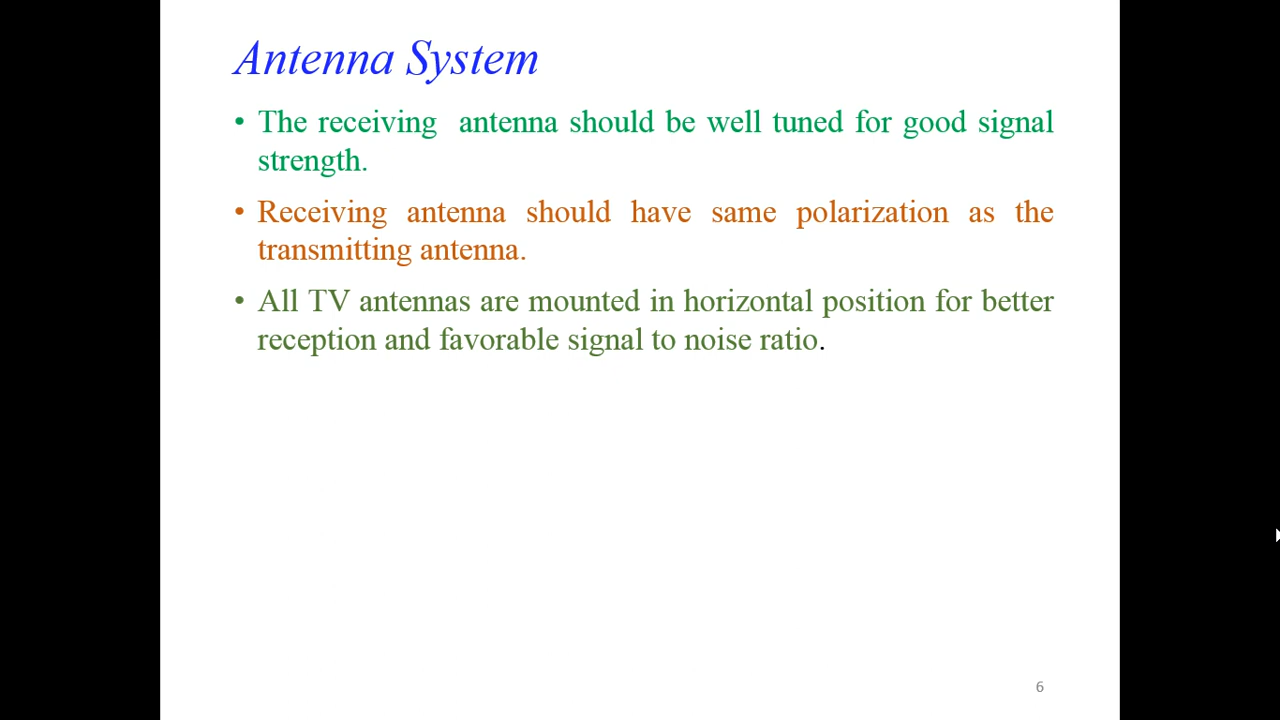 Antenna System
• The receiving antenna should be well tuned for good signal
strength.
• Receiving antenna should have same polarization as the
transmitting antenna.
• All TV antennas are mounted in horizontal position for better
reception and favorable signal to noise ratio.
6